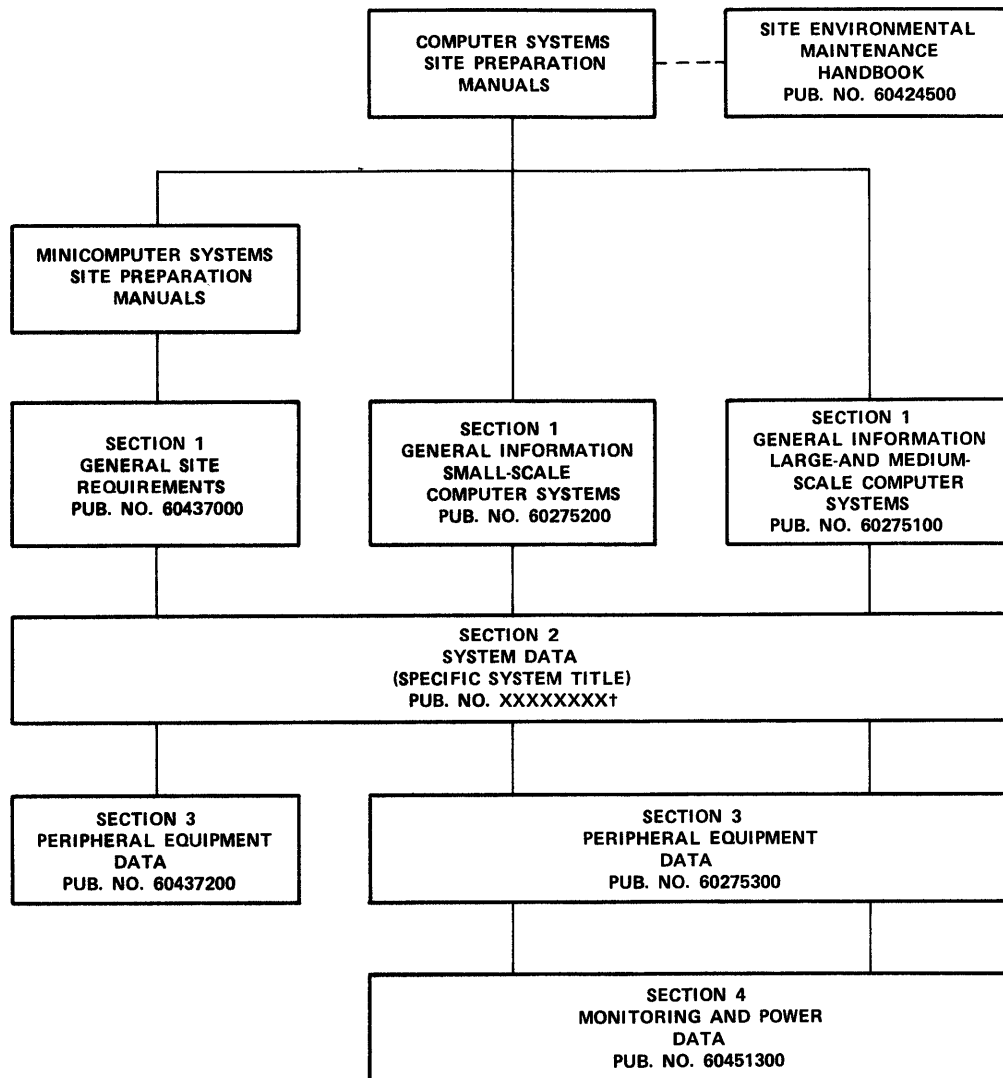 COMPUTER SYSTEMS
SITE PREPARATION
MANUALS
SITE ENVIRONMENTAL
MAINTENANCE
HANDBOOK
PUB. NO. 60424500
MINICOMPUTER SYSTEMS
SITE PREPARATION
MANUALS
SECTION 1
GENERAL SITE
REQUIREMENTS
PUB. NO. 60437000
SECTION 1
GENERAL INFORMATION
SMALL-SCALE
COMPUTER SYSTEMS
PUB. NO. 60275200
SECTION 1
GENERAL INFORMATION
LARGE-AND MEDIUM-
SCALE COMPUTER
SYSTEMS
PUB. NO. 60275100
SECTION 2
SYSTEM DATA
(SPECIFIC SYSTEM TITLE)
PUB. NO. XXXXXXXX†
SECTION 3
PERIPHERAL EQUIPMENT
DATA
PUB. NO. 60437200
SECTION 3
PERIPHERAL EQUIPMENT
DATA
PUB. NO. 60275300
SECTION 4
MONITORING AND POWER
DATA
PUB. NO. 60451300